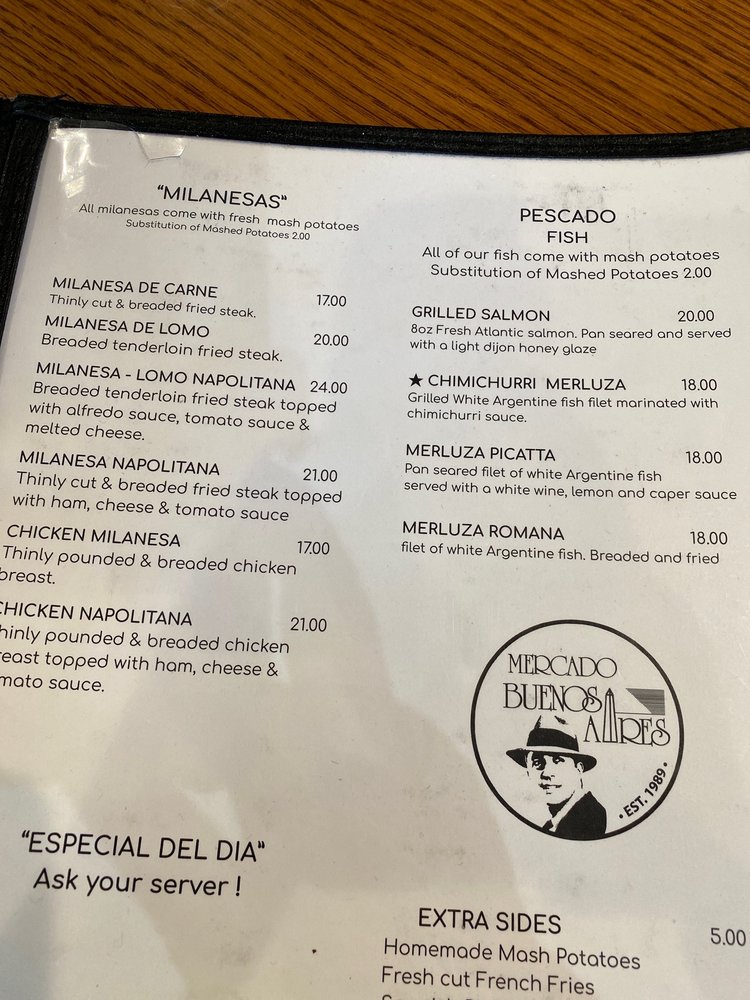 "MILANESAS"
All milanesas come with fresh mash potatoes
Substitution of Mashed Potatoes 2.00
MILANESA DE CARNE 17.00
Thinly cut & breaded fried steak.
MILANESA DE LOMO 20.00
Breaded tenderloin fried steak.
MILANESA - LOMO NAPOLITANA 24.00
Breaded tenderloin fried steak topped
with alfredo sauce, tomato sauce &
melted cheese.
MILANESA NAPOLITANA 21.00
Thinly cut & breaded fried steak topped
with ham, cheese & tomato sauce
CHICKEN MILANESA 17.00
Thinly pounded & breaded chicken
breast.
CHICKEN NAPOLITANA 21.00
hinly pounded & breaded chicken
reast topped with ham, cheese &
mato sauce.
"ESPECIAL DEL DIA"
Ask your server !
PESCADO
FISH
All of our fish come with mash potatoes
Substitution of Mashed Potatoes 2.00
GRILLED SALMON 20.00
8oz Fresh Atlantic salmon. Pan seared and served
with a light dijon honey glaze
★ CHIMICHURRI MERLUZA 18.00
Grilled White Argentine fish filet marinated with
chimichurri sauce.
MERLUZA PICATTA 18.00
Pan seared filet of white Argentine fish
served with a white wine, lemon and caper sauce
MERLUZA ROMANA 18.00
filet of white Argentine fish. Breaded and fried
MERCADO
BUENOS
AIRES
• EST. 1989 •
EXTRA SIDES 5.00
Homemade Mash Potatoes
Fresh cut French Fries